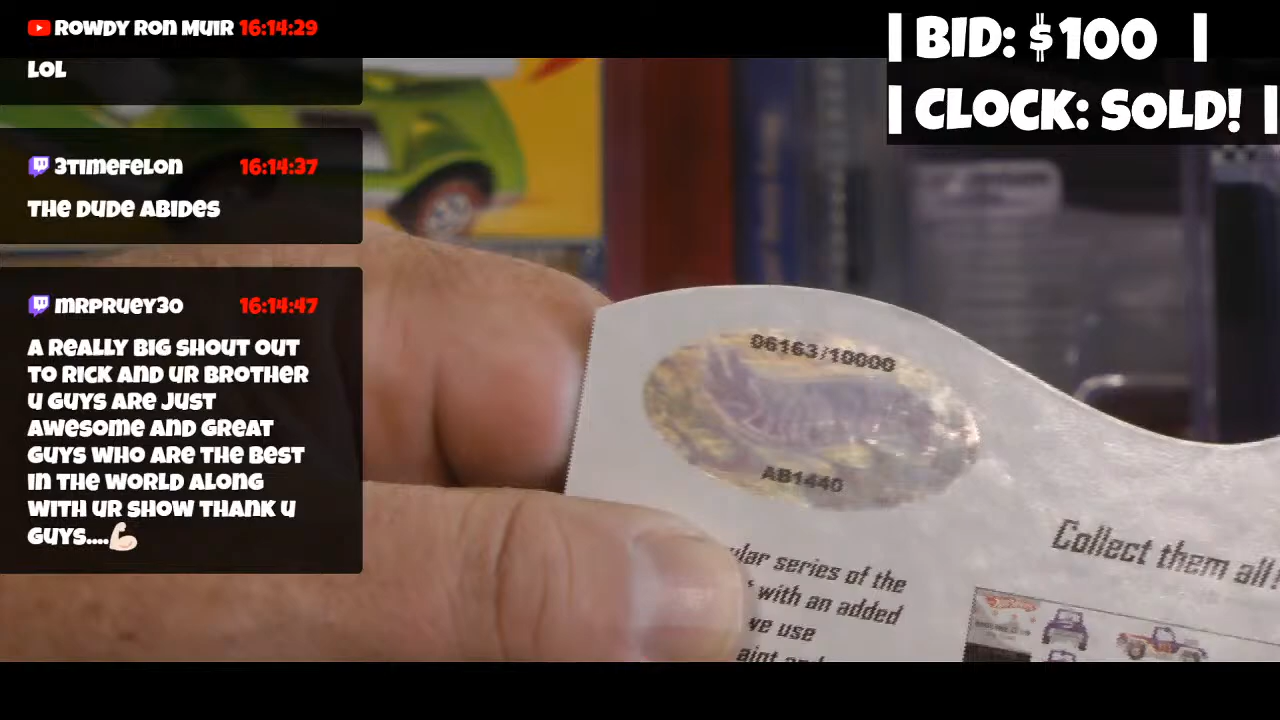 Rowdy Ron Muir 16:14:29
LOL
3TIMEFELON 16:14:37
THE DUDE ABIDES
MRPRUEY30 16:14:47
A REALLY BIG SHOUT OUT
TO RICK AND UR BROTHER
U GUYS ARE JUST
AWESOME AND GREAT
GUYS WHO ARE THE BEST
IN THE WORLD ALONG
WITH UR SHOW THANK U
GUYS....💪🏻
| BID: $100 |
| CLOCK: SOLD! |
06163/10000
AB1440
Collect them all!
series of the
with an added
use